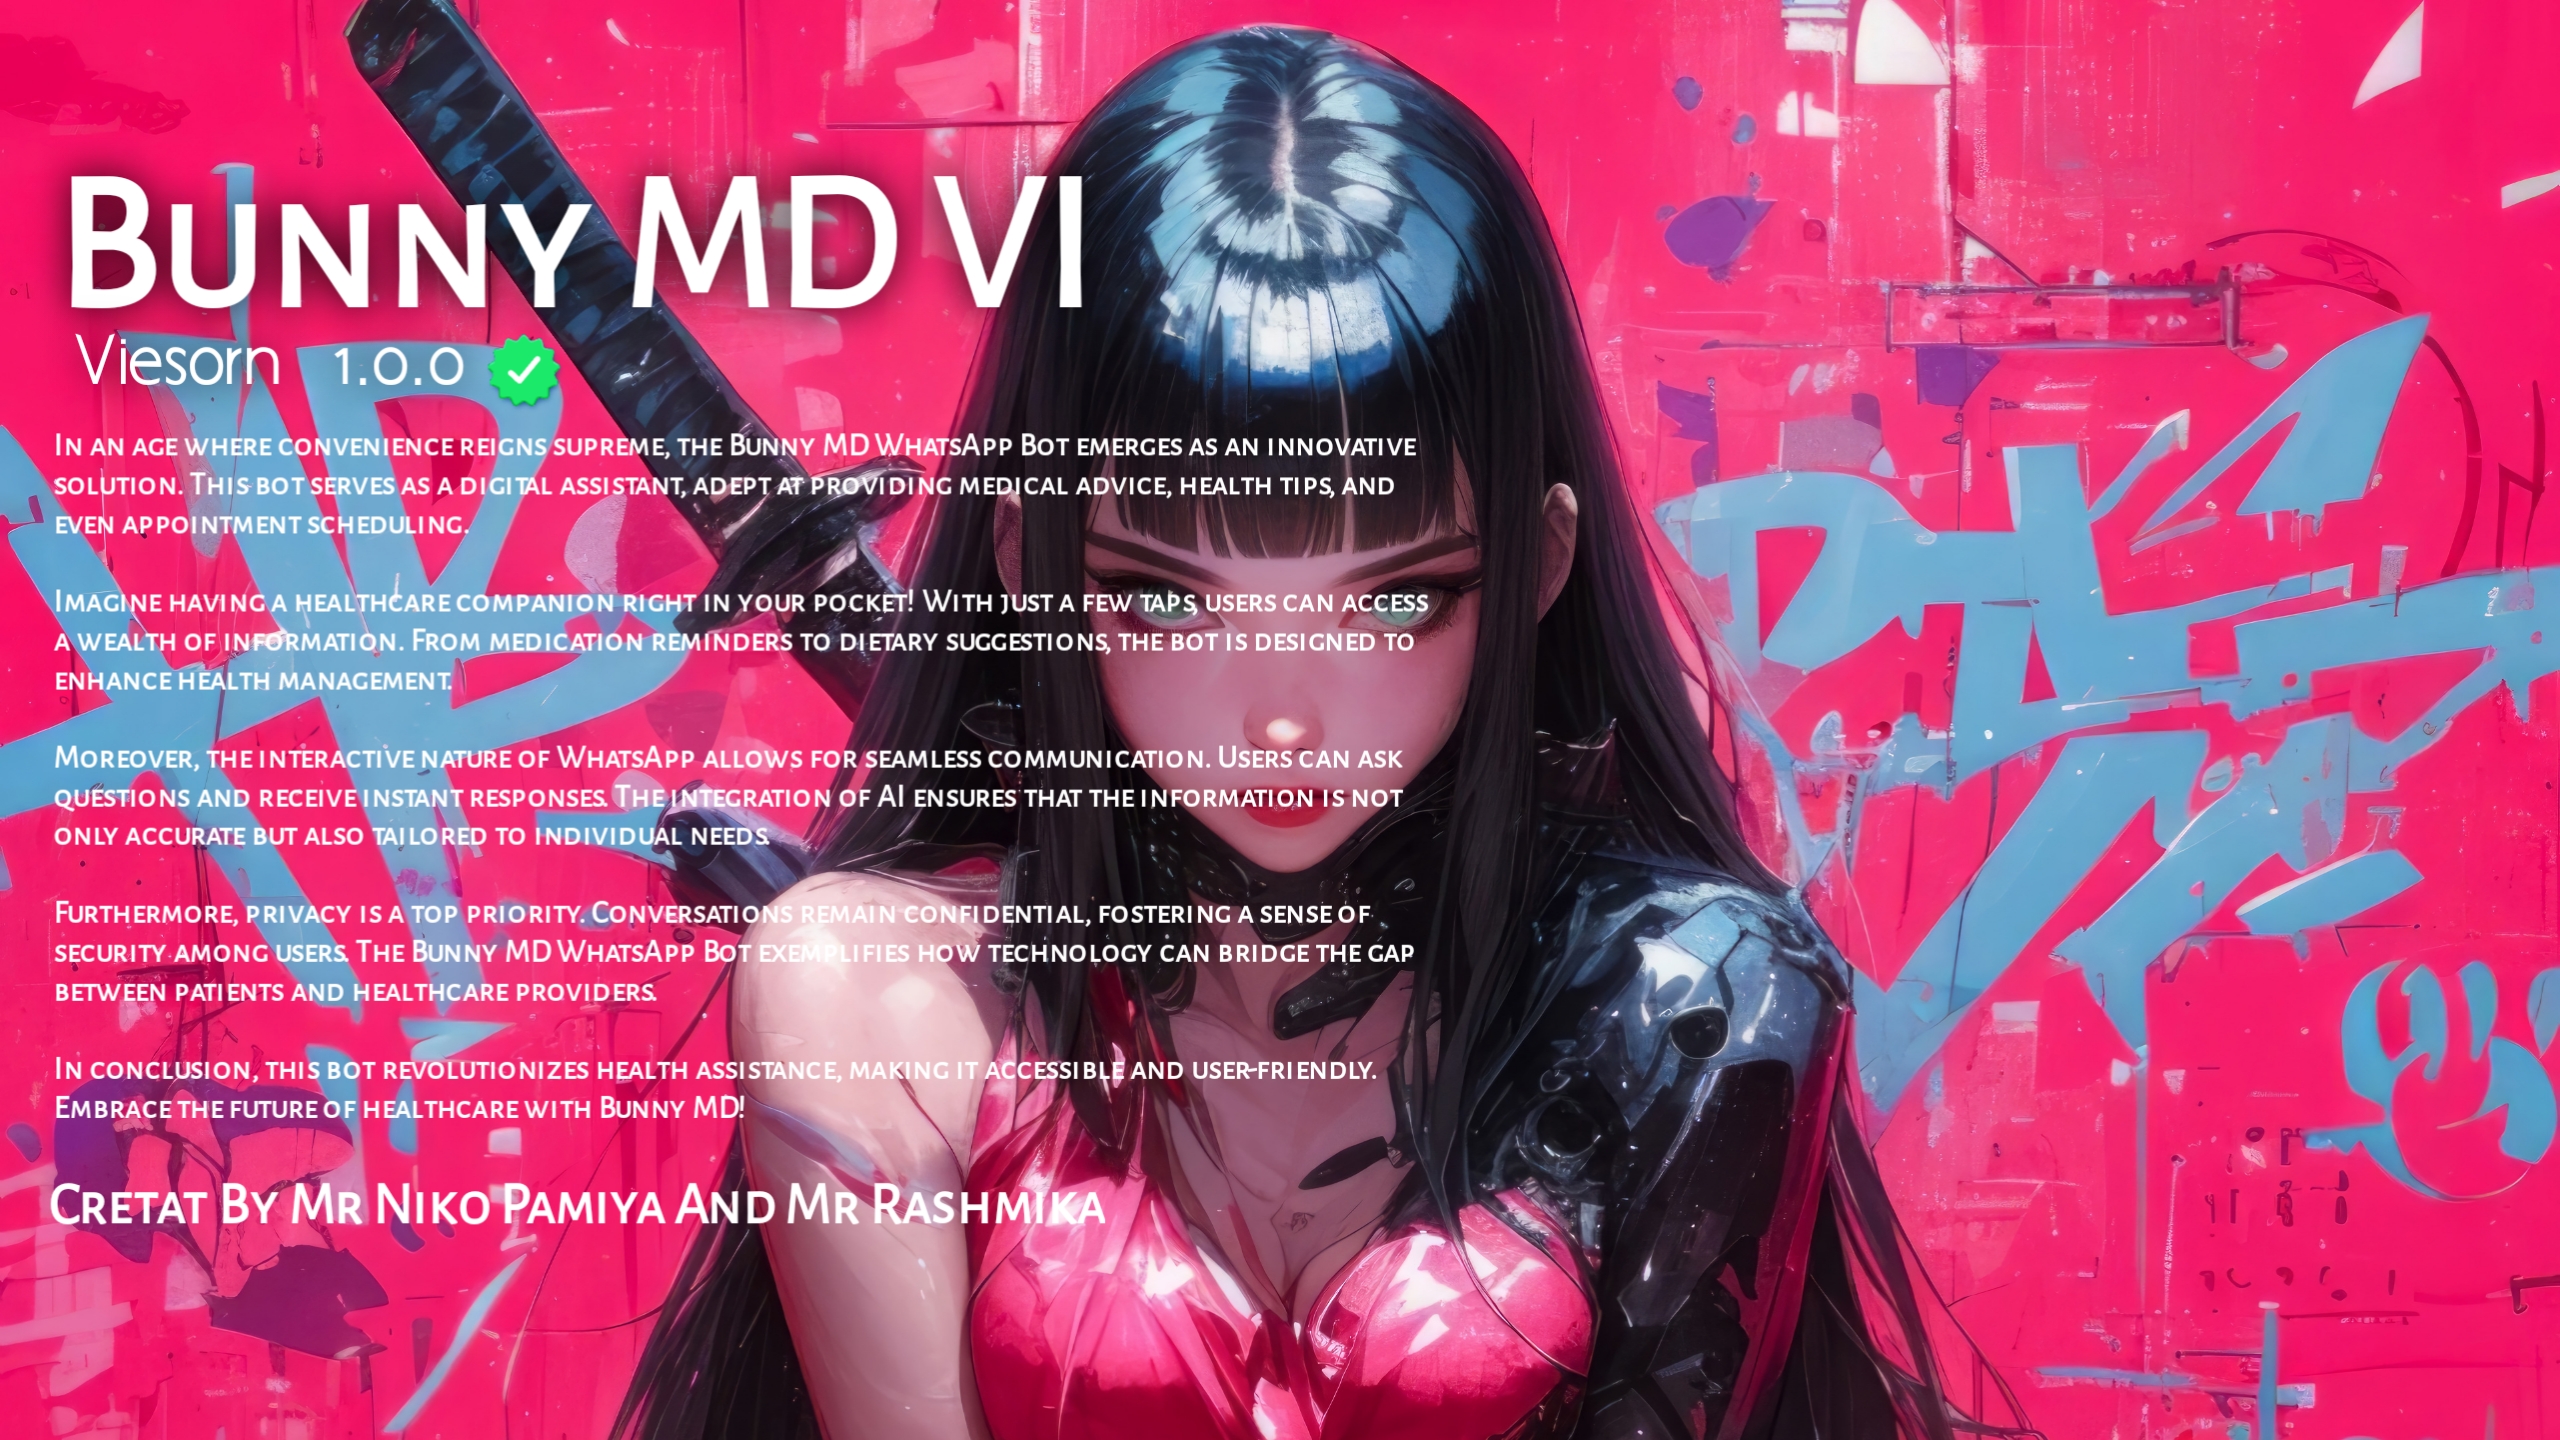 Bunny MD VI
Viesorn 1.0.0
In an age where convenience reigns supreme, the Bunny MD WhatsApp Bot emerges as an innovative
solution. This bot serves as a digital assistant, adept at providing medical advice, health tips, and
even appointment scheduling.
Imagine having a healthcare companion right in your pocket! With just a few taps, users can access
a wealth of information. From medication reminders to dietary suggestions, the bot is designed to
enhance health management.
Moreover, the interactive nature of WhatsApp allows for seamless communication. Users can ask
questions and receive instant responses. The integration of AI ensures that the information is not
only accurate but also tailored to individual needs.
Furthermore, privacy is a top priority. Conversations remain confidential, fostering a sense of
security among users. The Bunny MD WhatsApp Bot exemplifies how technology can bridge the gap
between patients and healthcare providers.
In conclusion, this bot revolutionizes health assistance, making it accessible and user-friendly.
Embrace the future of healthcare with Bunny MD!
Cretat By Mr Niko Pamiya And Mr Rashmika